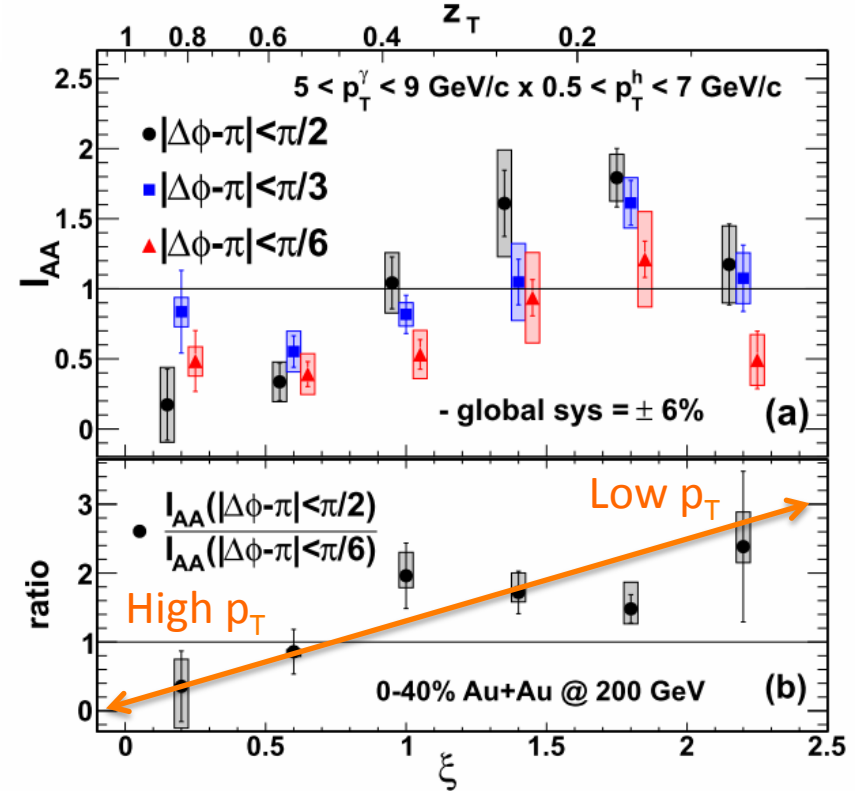 z_T
1 0.8 0.6 0.4 0.2
5 < p_T^γ < 9 GeV/c x 0.5 < p_T^h < 7 GeV/c
|Δϕ-π|<π/2
|Δϕ-π|<π/3
|Δϕ-π|<π/6
I_AA
2.5
2
1.5
1
0.5
0
- global sys = ± 6%
(a)
I_AA(|Δϕ-π|<π/2)
I_AA(|Δϕ-π|<π/6)
Low p_T
High p_T
ratio
3
2
1
0
0-40% Au+Au @ 200 GeV
(b)
0 0.5 1 1.5 2 2.5
ξ